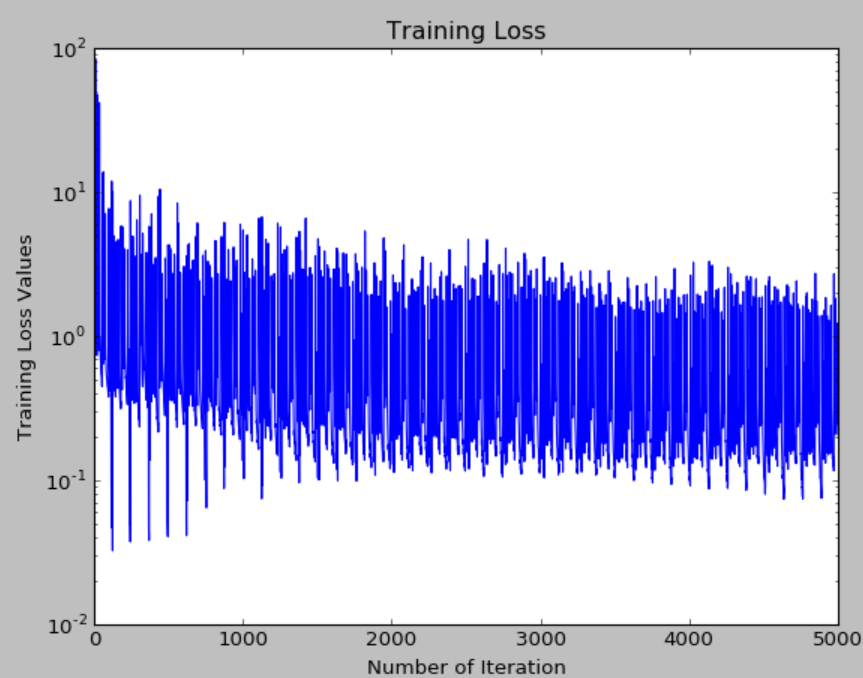 Training Loss
10^2
10^1
10^0
10^-1
10^-2
Training Loss Values
0 1000 2000 3000 4000 5000
Number of Iteration